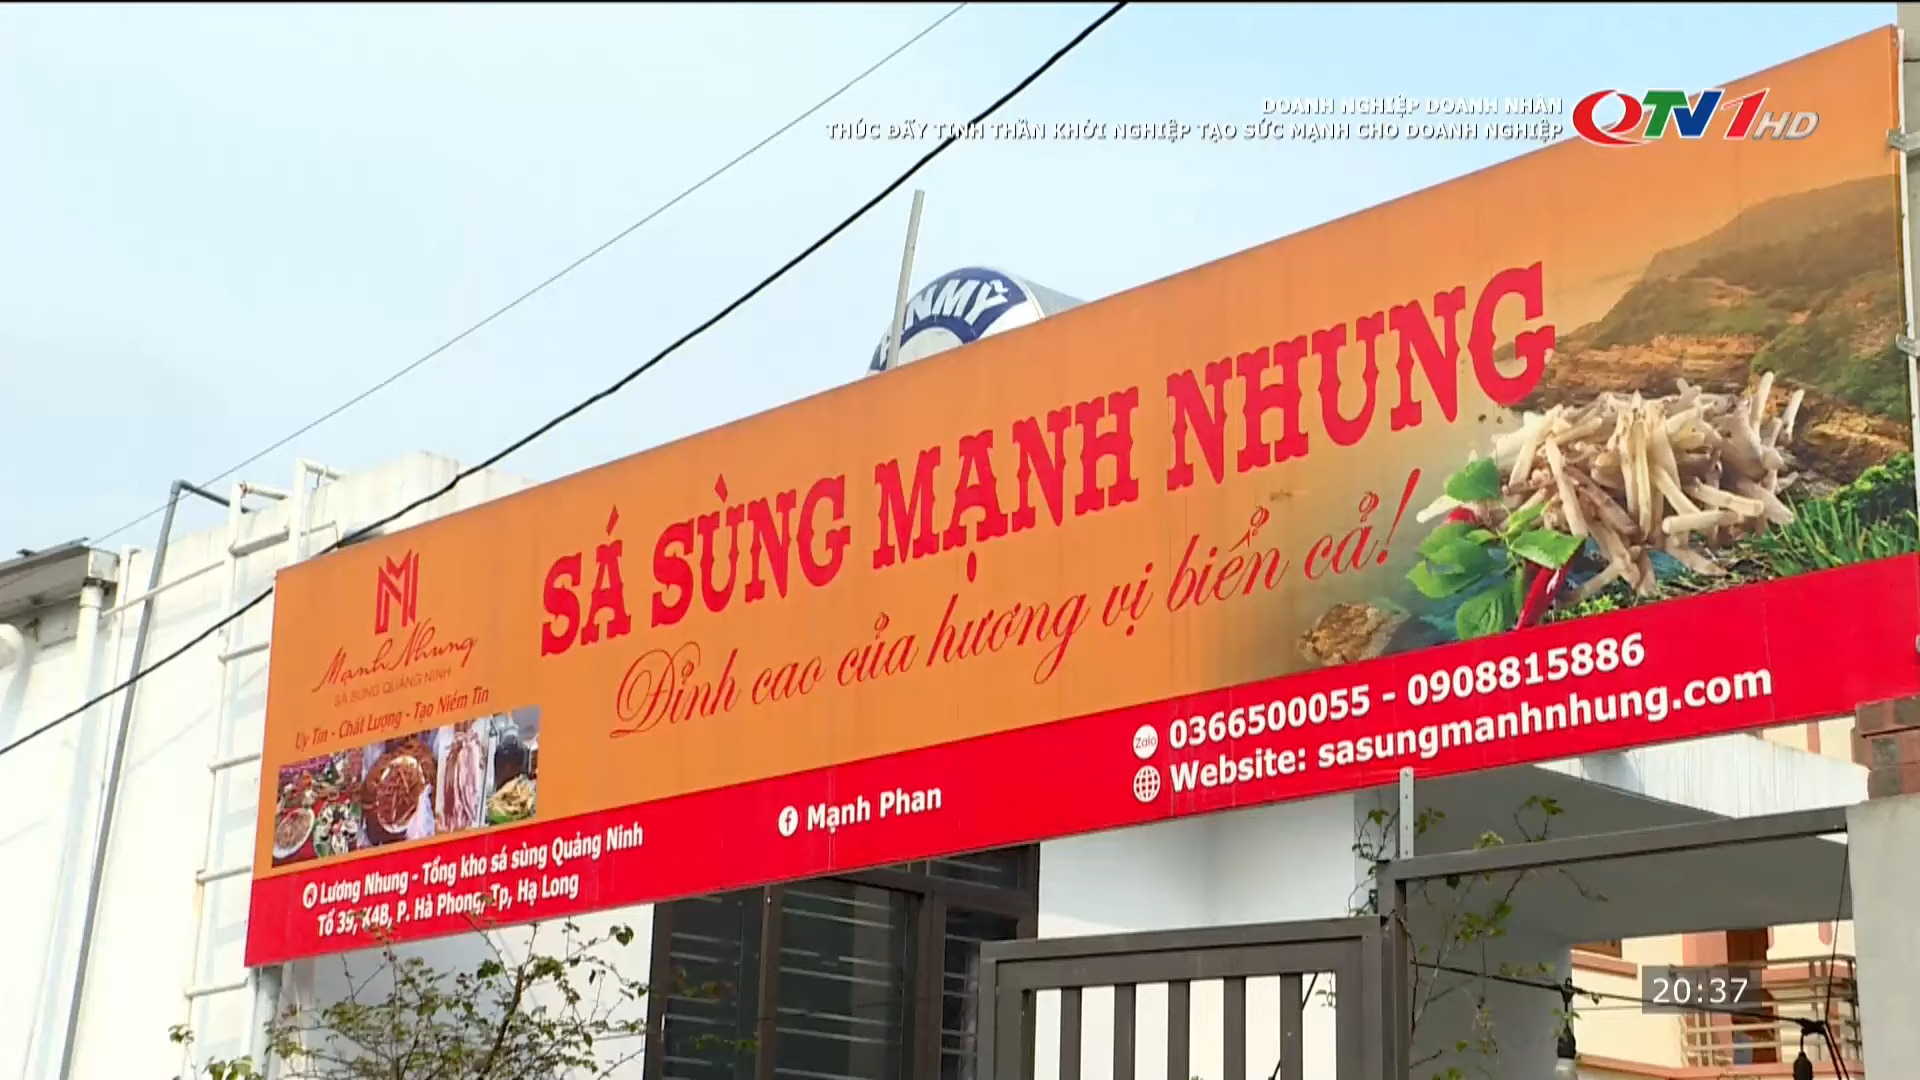 DOANH NGHIỆP DOANH NHÂN
THÚC ĐẨY TINH THẦN KHỞI NGHIỆP TẠO SỨC MẠNH CHO DOANH NGHIỆP
QTV1HD
SÁ SÙNG MẠNH NHUNG
Đỉnh cao của hương vị biển cả!
MN
Mạnh Nhung
SÁ SÙNG QUẢNG NINH
Uy Tín - Chất Lượng - Tạo Niềm Tin
Zalo 0366500055 - 0908815886
Website: sasungmanhnhung.com
f Mạnh Phan
Lương Nhung - Tổng kho sá sùng Quảng Ninh
Tổ 39, K4B, P. Hà Phong, Tp, Hạ Long
20:37